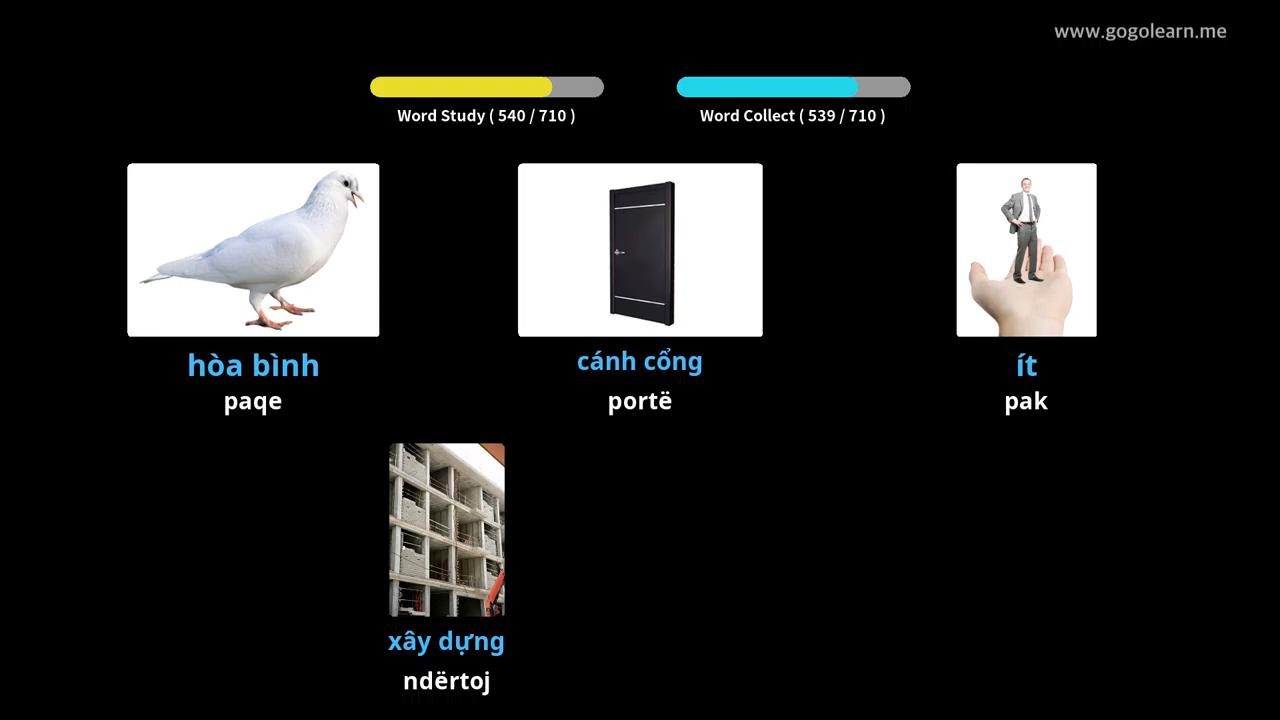 www.gogolearn.me
Word Study ( 540 / 710 )
Word Collect ( 539 / 710 )
hòa bình
paqe
cánh cổng
portë
ít
pak
xây dựng
ndërtoj